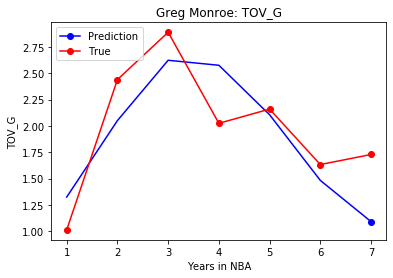 Greg Monroe: TOV_G
Prediction
True
TOV_G
2.75
2.50
2.25
2.00
1.75
1.50
1.25
1.00
1 2 3 4 5 6 7
Years in NBA